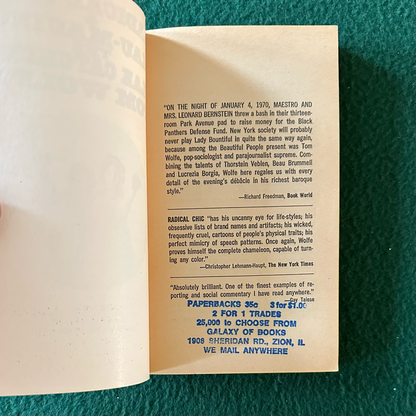 "ON THE NIGHT OF JANUARY 4, 1970, MAESTRO AND
MRS. LEONARD BERNSTEIN threw a bash in their thirteen-
room Park Avenue pad to raise money for the Black
Panthers Defense Fund. New York society will probably
never play Lady Bountiful in quite the same way again,
because among the Beautiful People present was Tom
Wolfe, pop-sociologist and parajournalist supreme. Com-
bining the talents of Thorstein Veblen, Beau Brummell
and Lucrezia Borgia, Wolfe here regales us with every
detail of the evening's débâcle in his richest baroque
style."
—Richard Freedman, Book World
RADICAL CHIC "has his uncanny eye for life-styles; his
obsessive lists of brand names and artifacts; his wicked,
frequently cruel, cartoons of people's physical traits; his
perfect mimicry of speech patterns. Once again, Wolfe
proves himself the complete chameleon, capable of turn-
ing any color."
—Christopher Lehmann-Haupt, The New York Times
"Absolutely brilliant. One of the finest examples of re-
porting and social commentary I have read anywhere."
—Gay Talese
PAPERBACKS 35¢ 3 for $1.00
2 FOR 1 TRADES
25,000 to CHOOSE FROM
GALAXY OF BOOKS
1908 SHERIDAN RD., ZION, IL
WE MAIL ANYWHERE